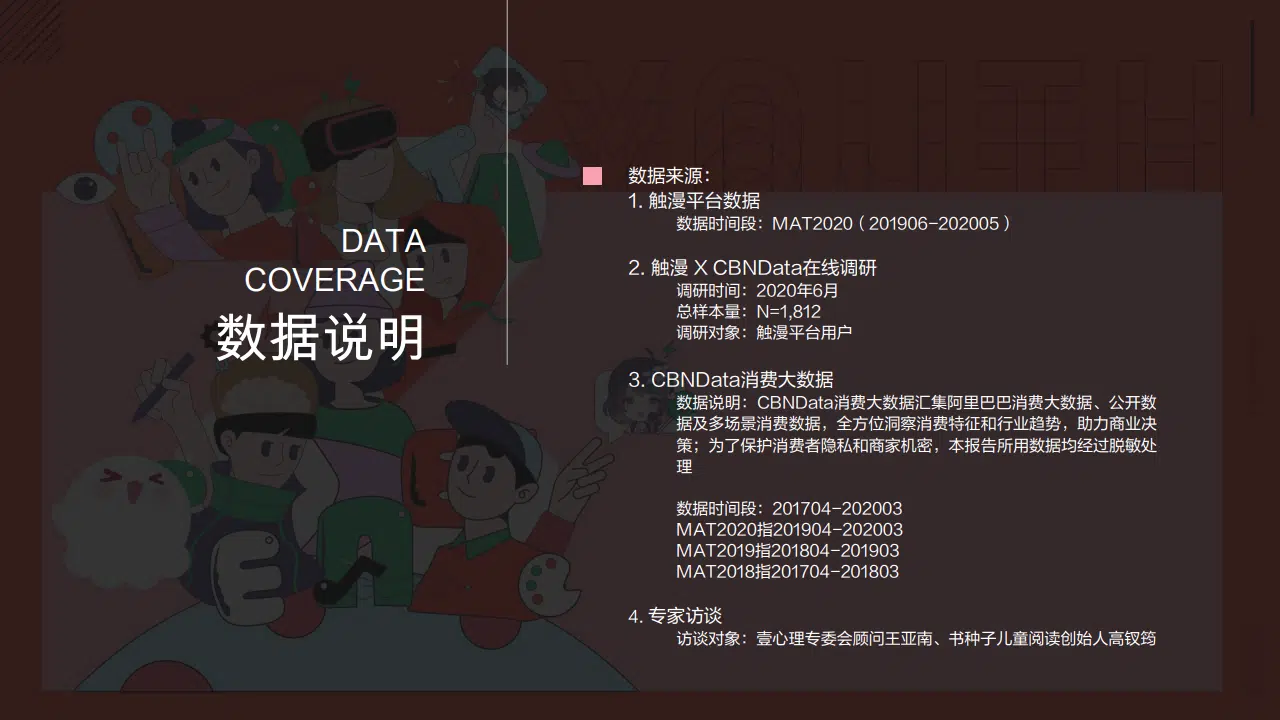 DATA
COVERAGE
数据说明
数据来源：
1. 触漫平台数据
数据时间段：MAT2020（201906-202005）
2. 触漫 X CBNData在线调研
调研时间：2020年6月
总样本量：N=1,812
调研对象：触漫平台用户
3. CBNData消费大数据
数据说明：CBNData消费大数据汇集阿里巴巴消费大数据、公开数
据及多场景消费数据，全方位洞察消费特征和行业趋势，助力商业决
策；为了保护消费者隐私和商家机密，本报告所用数据均经过脱敏处
理
数据时间段：201704-202003
MAT2020指201904-202003
MAT2019指201804-201903
MAT2018指201704-201803
4. 专家访谈
访谈对象：壹心理专委会顾问王亚南、书种子儿童阅读创始人高钗筠